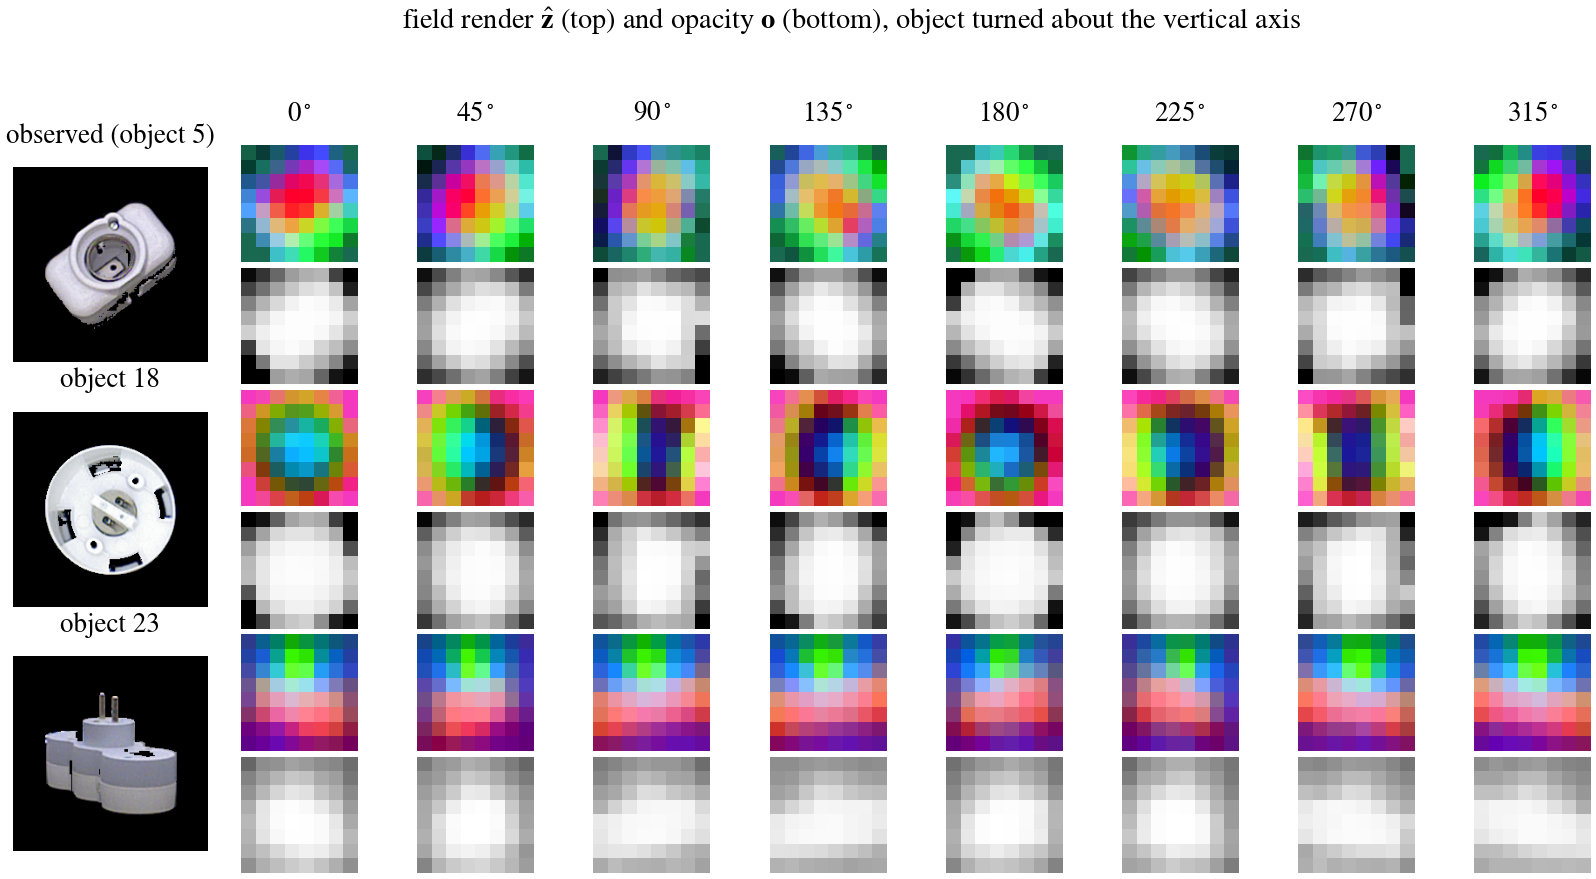 field render ẑ (top) and opacity o (bottom), object turned about the vertical axis
0° 45° 90° 135° 180° 225° 270° 315°
observed (object 5)
object 18
object 23